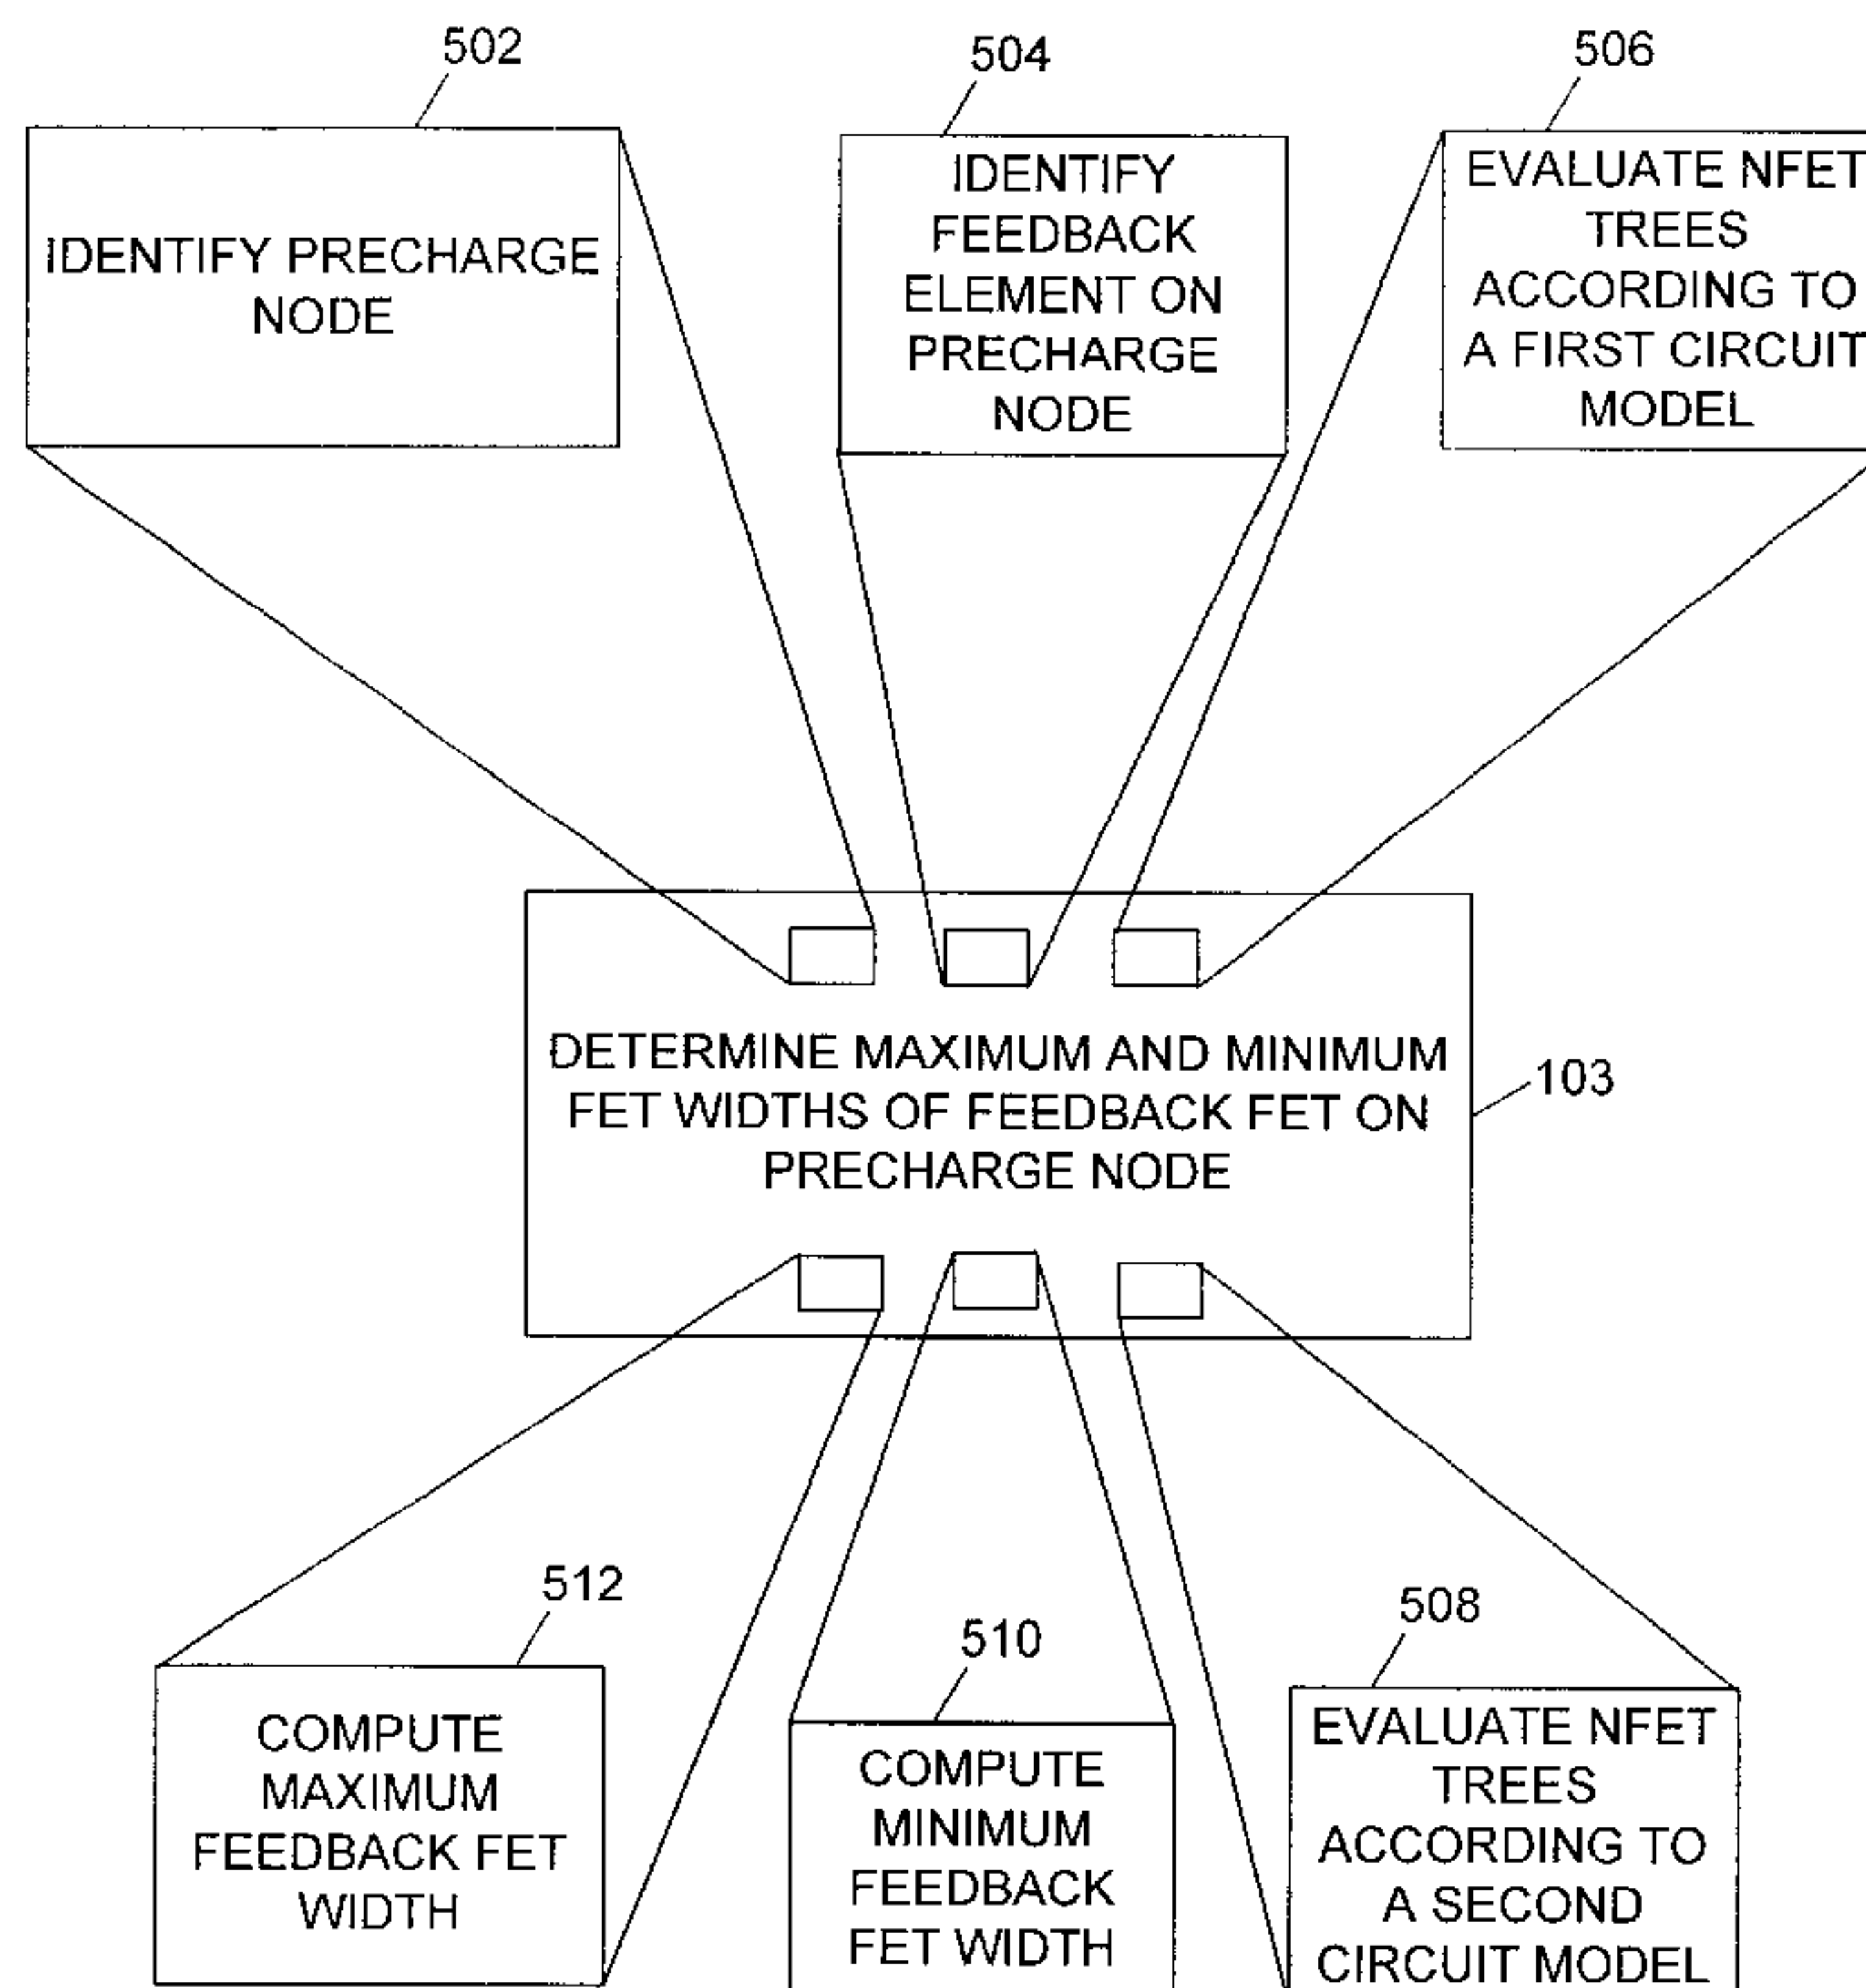 502
IDENTIFY PRECHARGE
NODE
504
IDENTIFY
FEEDBACK
ELEMENT ON
PRECHARGE
NODE
506
EVALUATE NFET
TREES
ACCORDING TO
A FIRST CIRCUIT
MODEL
DETERMINE MAXIMUM AND MINIMUM
FET WIDTHS OF FEEDBACK FET ON
PRECHARGE NODE
103
512
COMPUTE
MAXIMUM
FEEDBACK FET
WIDTH
510
COMPUTE
MINIMUM
FEEDBACK
FET WIDTH
508
EVALUATE NFET
TREES
ACCORDING TO
A SECOND
CIRCUIT MODEL